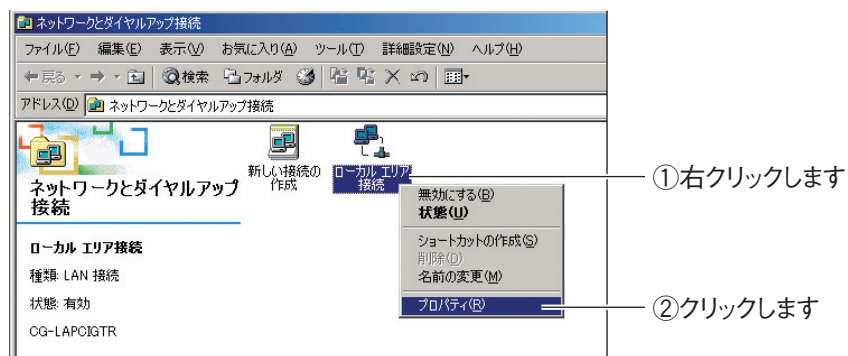 ネットワークとダイヤルアップ接続
ファイル(F) 編集(E) 表示(V) お気に入り(A) ツール(T) 詳細設定(N) ヘルプ(H)
戻る 検索 フォルダ
アドレス(D) ネットワークとダイヤルアップ接続
ネットワークとダイヤルアップ
接続
ローカル エリア接続
種類: LAN 接続
状態: 有効
CG-LAPCIGTR
新しい接続の
作成
ローカル エリア
接続
無効にする(B)
状態(U)
ショートカットの作成(S)
削除(D)
名前の変更(M)
プロパティ(R)
①右クリックします
②クリックします